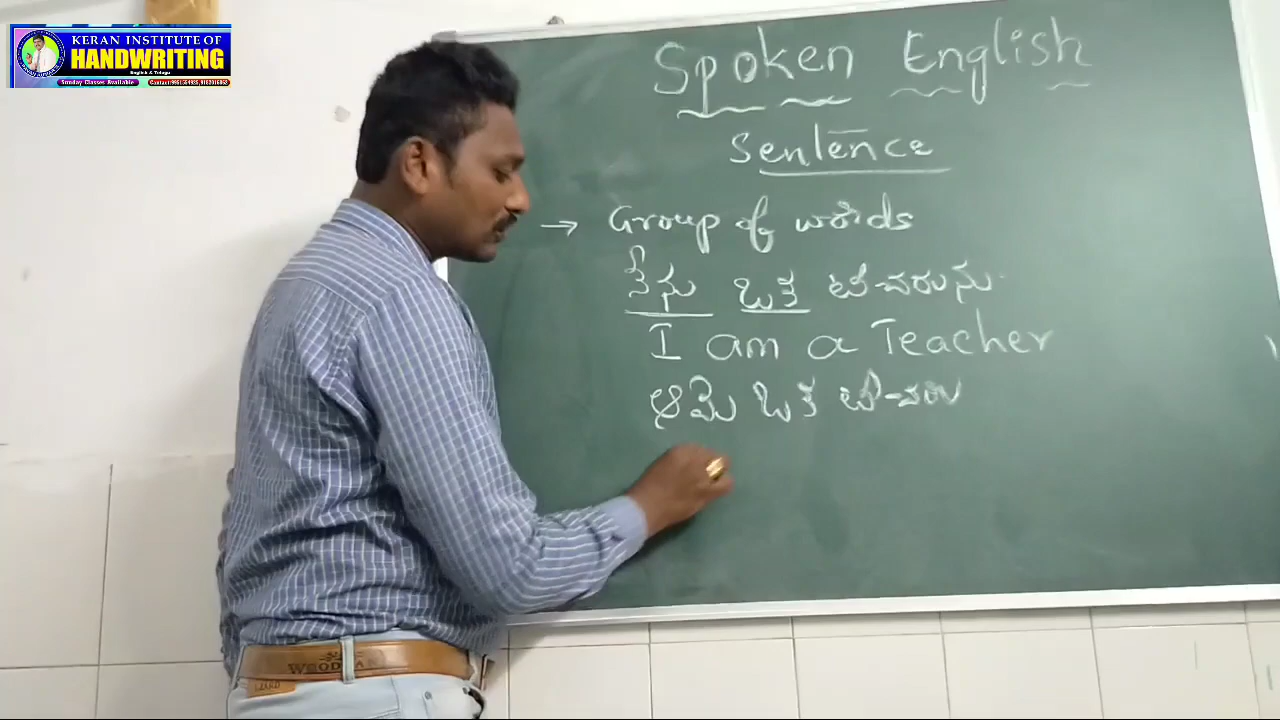 KERAN INSTITUTE OF
HANDWRITING
English & Telugu
Sunday Classes Available
Spoken English
Sentence
→ Group of words
నేను ఒక టీచరును.
I am a Teacher
ఆమె ఒక టీచరు